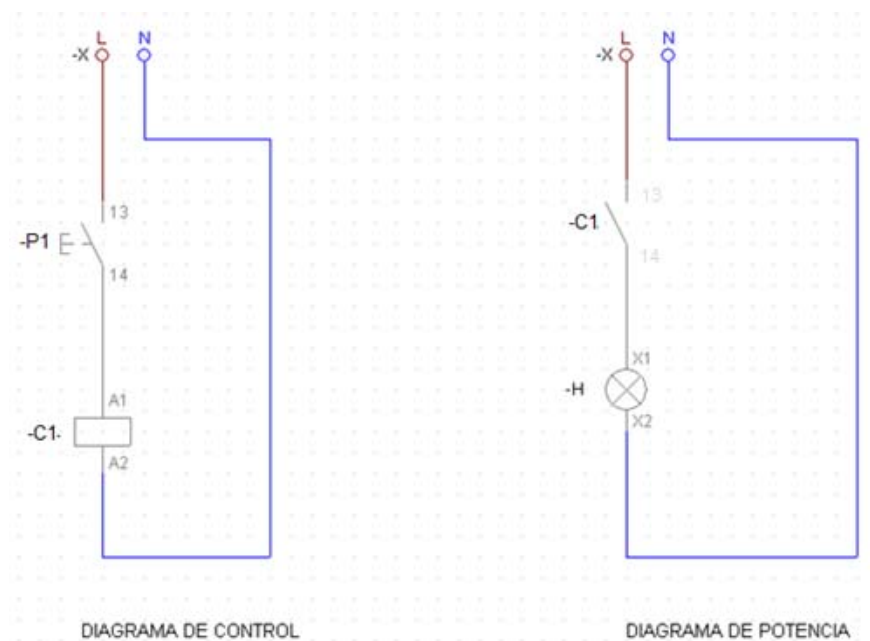 L N
-X
13
-P1
14
A1
-C1.
A2
DIAGRAMA DE CONTROL
L N
-X
13
-C1.
14
X1
-H
X2
DIAGRAMA DE POTENCIA